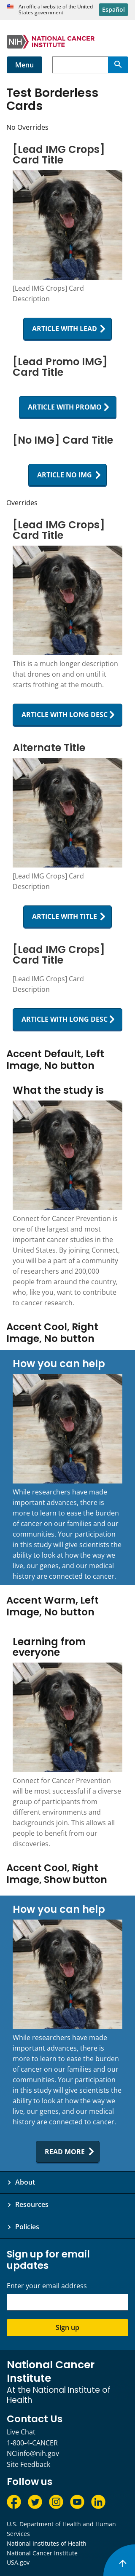 An official website of the United
States government
Español
NIH NATIONAL CANCER
INSTITUTE
Menu
Test Borderless
Cards
No Overrides
[Lead IMG Crops]
Card Title
[Lead IMG Crops] Card
Description
ARTICLE WITH LEAD
[Lead Promo IMG]
Card Title
ARTICLE WITH PROMO
[No IMG] Card Title
ARTICLE NO IMG
Overrides
[Lead IMG Crops]
Card Title
This is a much longer description
that drones on and on until it
starts frothing at the mouth.
ARTICLE WITH LONG DESC
Alternate Title
[Lead IMG Crops] Card
Description
ARTICLE WITH TITLE
[Lead IMG Crops]
Card Title
[Lead IMG Crops] Card
Description
ARTICLE WITH LONG DESC
Accent Default, Left
Image, No button
What the study is
Connect for Cancer Prevention is
one of the largest and most
important cancer studies in the
United States. By joining Connect,
you will be a part of a community
of researchers and 200,000
people from around the country,
who, like you, want to contribute
to cancer research.
Accent Cool, Right
Image, No button
How you can help
While researchers have made
important advances, there is
more to learn to ease the burden
of cancer on our families and our
communities. Your participation
in this study will give scientists the
ability to look at how the way we
live, our genes, and our medical
history are connected to cancer.
Accent Warm, Left
Image, No button
Learning from
everyone
Connect for Cancer Prevention
will be most successful if a diverse
group of participants from
different environments and
backgrounds join. This allows all
people to benefit from our
discoveries.
Accent Cool, Right
Image, Show button
How you can help
While researchers have made
important advances, there is
more to learn to ease the burden
of cancer on our families and our
communities. Your participation
in this study will give scientists the
ability to look at how the way we
live, our genes, and our medical
history are connected to cancer.
READ MORE
About
Resources
Policies
Sign up for email
updates
Enter your email address
Sign up
National Cancer
Institute
At the National Institute of
Health
Contact Us
Live Chat
1-800-4-CANCER
NCIinfo@nih.gov
Site Feedback
Follow us
U.S. Department of Health and Human
Services
National Institutes of Health
National Cancer Institute
USA.gov